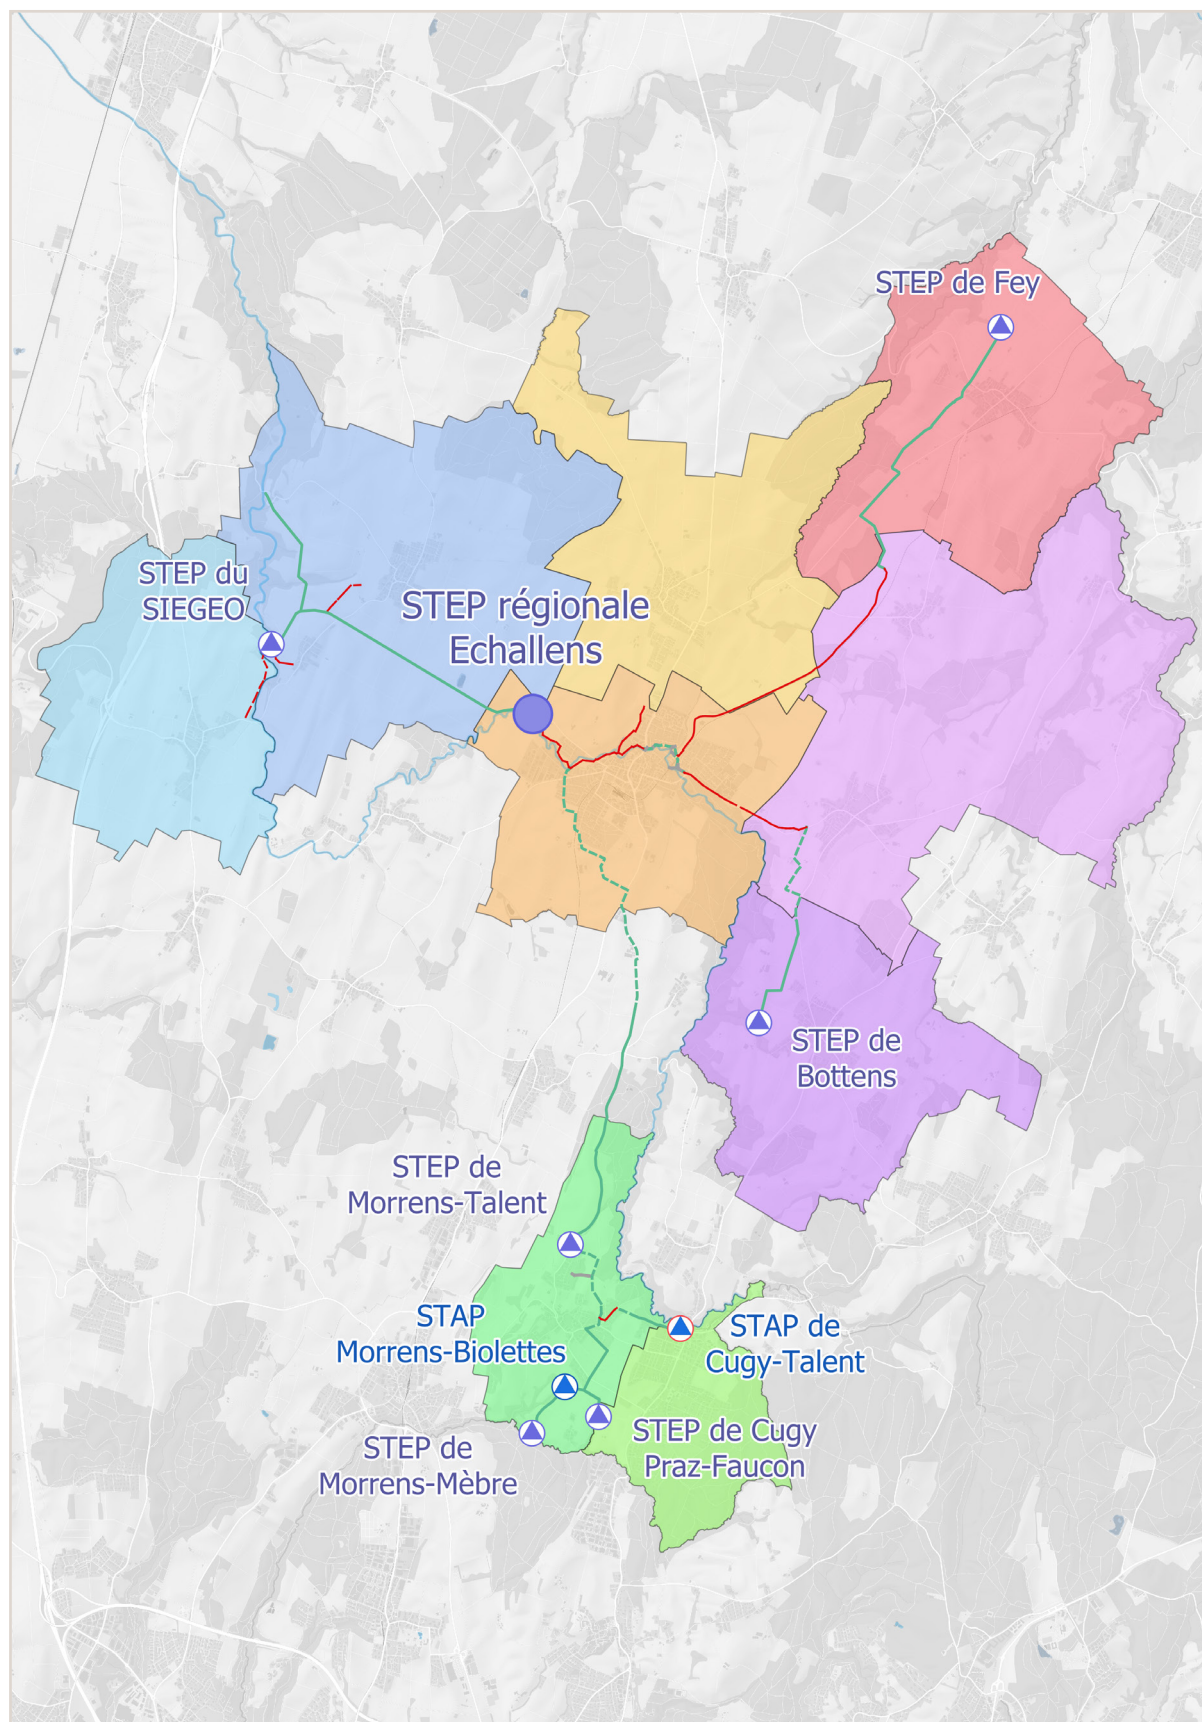 STEP de Fey
STEP du
SIEGEO
STEP régionale
Echallens
STEP de
Bottens
STEP de
Morrens-Talent
STAP
Morrens-Biolettes
STAP de
Cugy-Talent
STEP de Cugy
Praz-Faucon
STEP de
Morrens-Mèbre